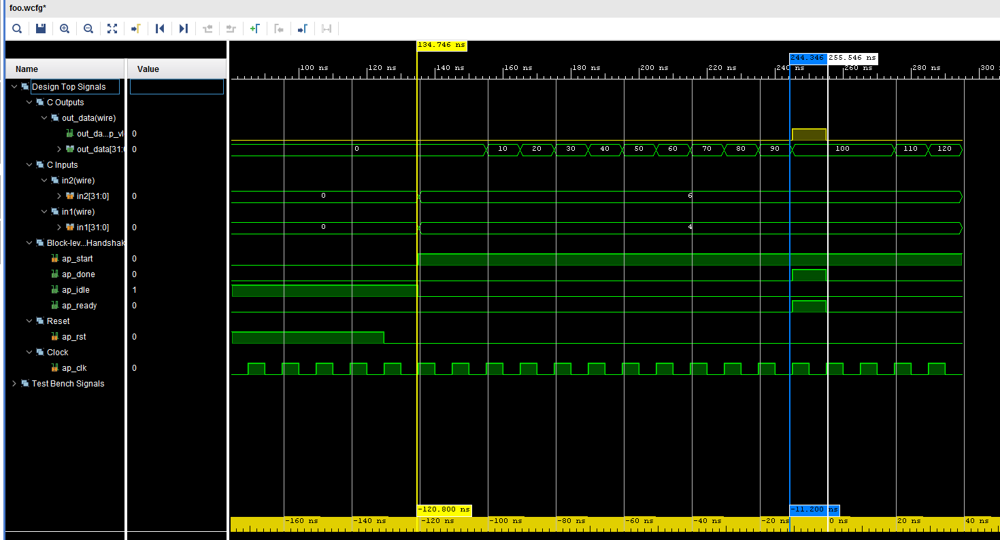 foo.wcfg*
134.746 ns
244.346 255.546 ns
Name Value
100 ns 120 ns 140 ns 160 ns 180 ns 200 ns 220 ns 240 ns 260 ns 280 ns 300
Design Top Signals
C Outputs
out_data(wire)
out_da...p_vl 0
out_data[31:0 0 0 10 20 30 40 50 60 70 80 90 100 110 120
C Inputs
in2(wire)
in2[31:0] 0 0 6
in1(wire)
in1[31:0] 0 0 4
Block-lev...Handshak
ap_start 0
ap_done 0
ap_idle 1
ap_ready 0
Reset
ap_rst 0
Clock
ap_clk 0
Test Bench Signals
-120.800 ns -11.200 ns
-160 ns -140 ns -120 ns -100 ns -80 ns -60 ns -40 ns -20 ns 0 ns 20 ns 40 ns